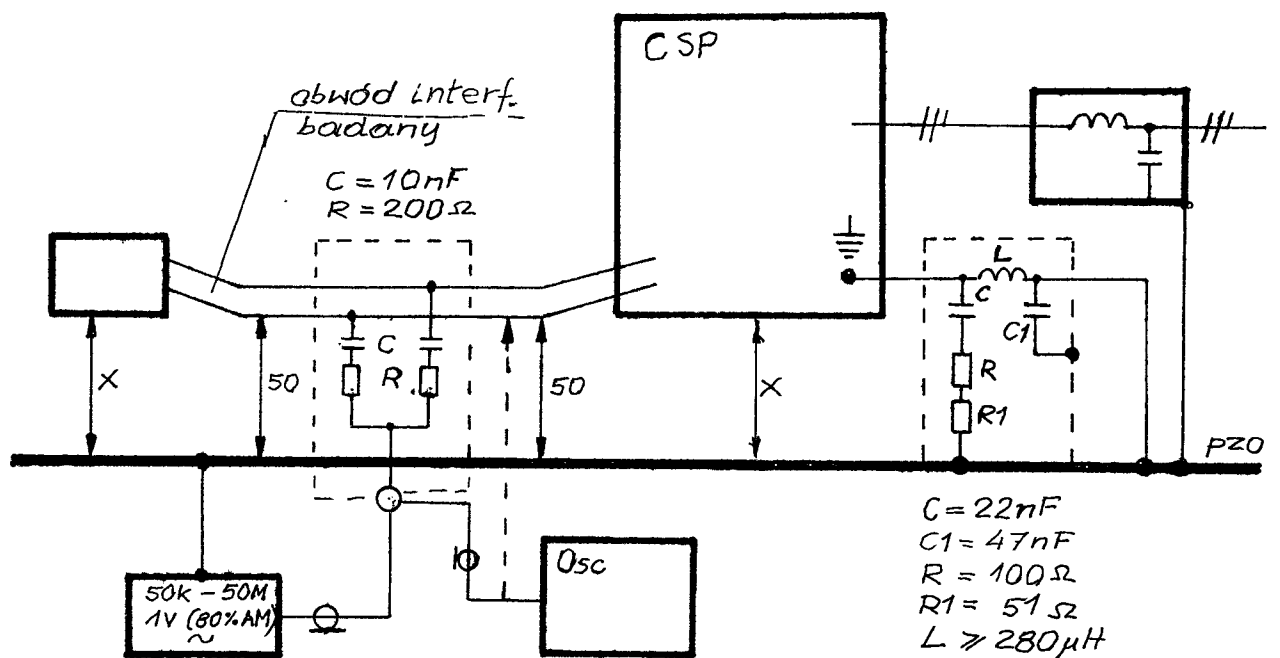 CSP
obwód interf.
badany
C = 10nF
R = 200Ω
L
C
C1
C
R
R
R1
X
50
50
X
PZO
50k - 50M
1V (80%AM)
~
Osc
C = 22nF
C1 = 47nF
R = 100Ω
R1 = 51Ω
L ⩾ 280μH